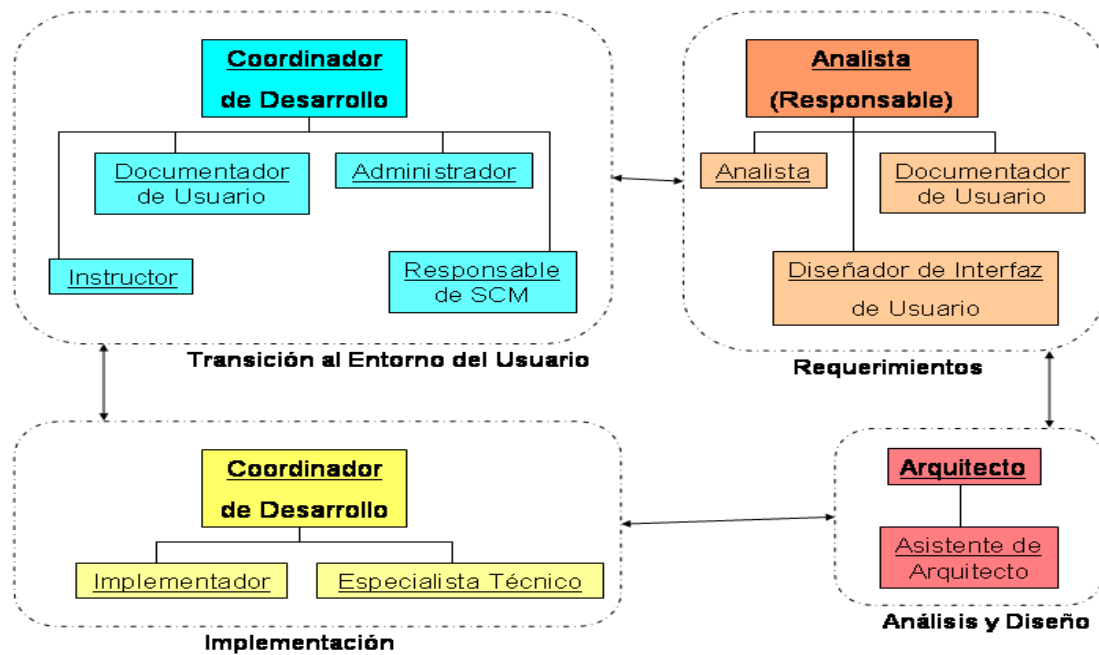 Coordinador
de Desarrollo
Documentador
de Usuario
Administrador
Instructor
Responsable
de SCM
Transición al Entorno del Usuario
Analista
(Responsable)
Analista
Documentador
de Usuario
Diseñador de Interfaz
de Usuario
Requerimientos
Coordinador
de Desarrollo
Implementador
Especialista Técnico
Implementación
Arquitecto
Asistente de
Arquitecto
Análisis y Diseño